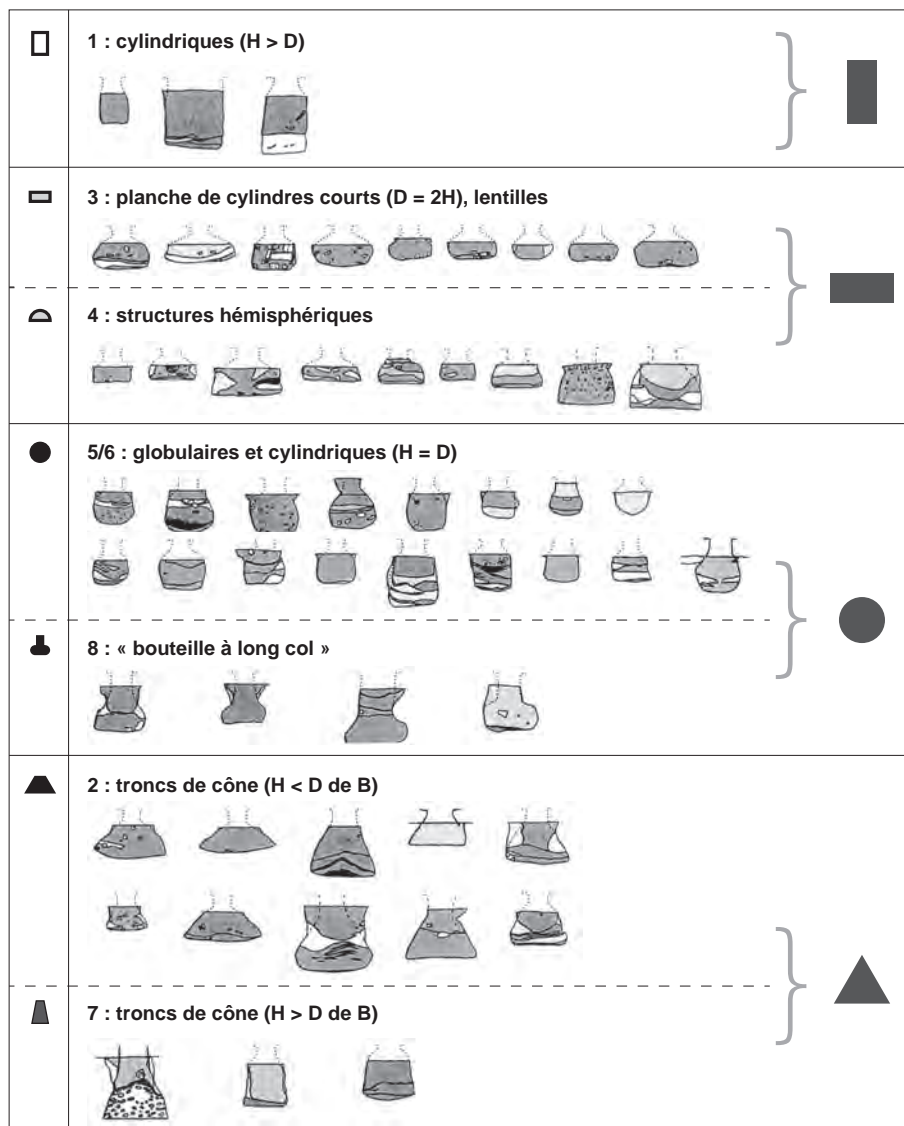 1 : cylindriques (H > D)
3 : planche de cylindres courts (D = 2H), lentilles
4 : structures hémisphériques
5/6 : globulaires et cylindriques (H = D)
8 : « bouteille à long col »
2 : troncs de cône (H < D de B)
7 : troncs de cône (H > D de B)